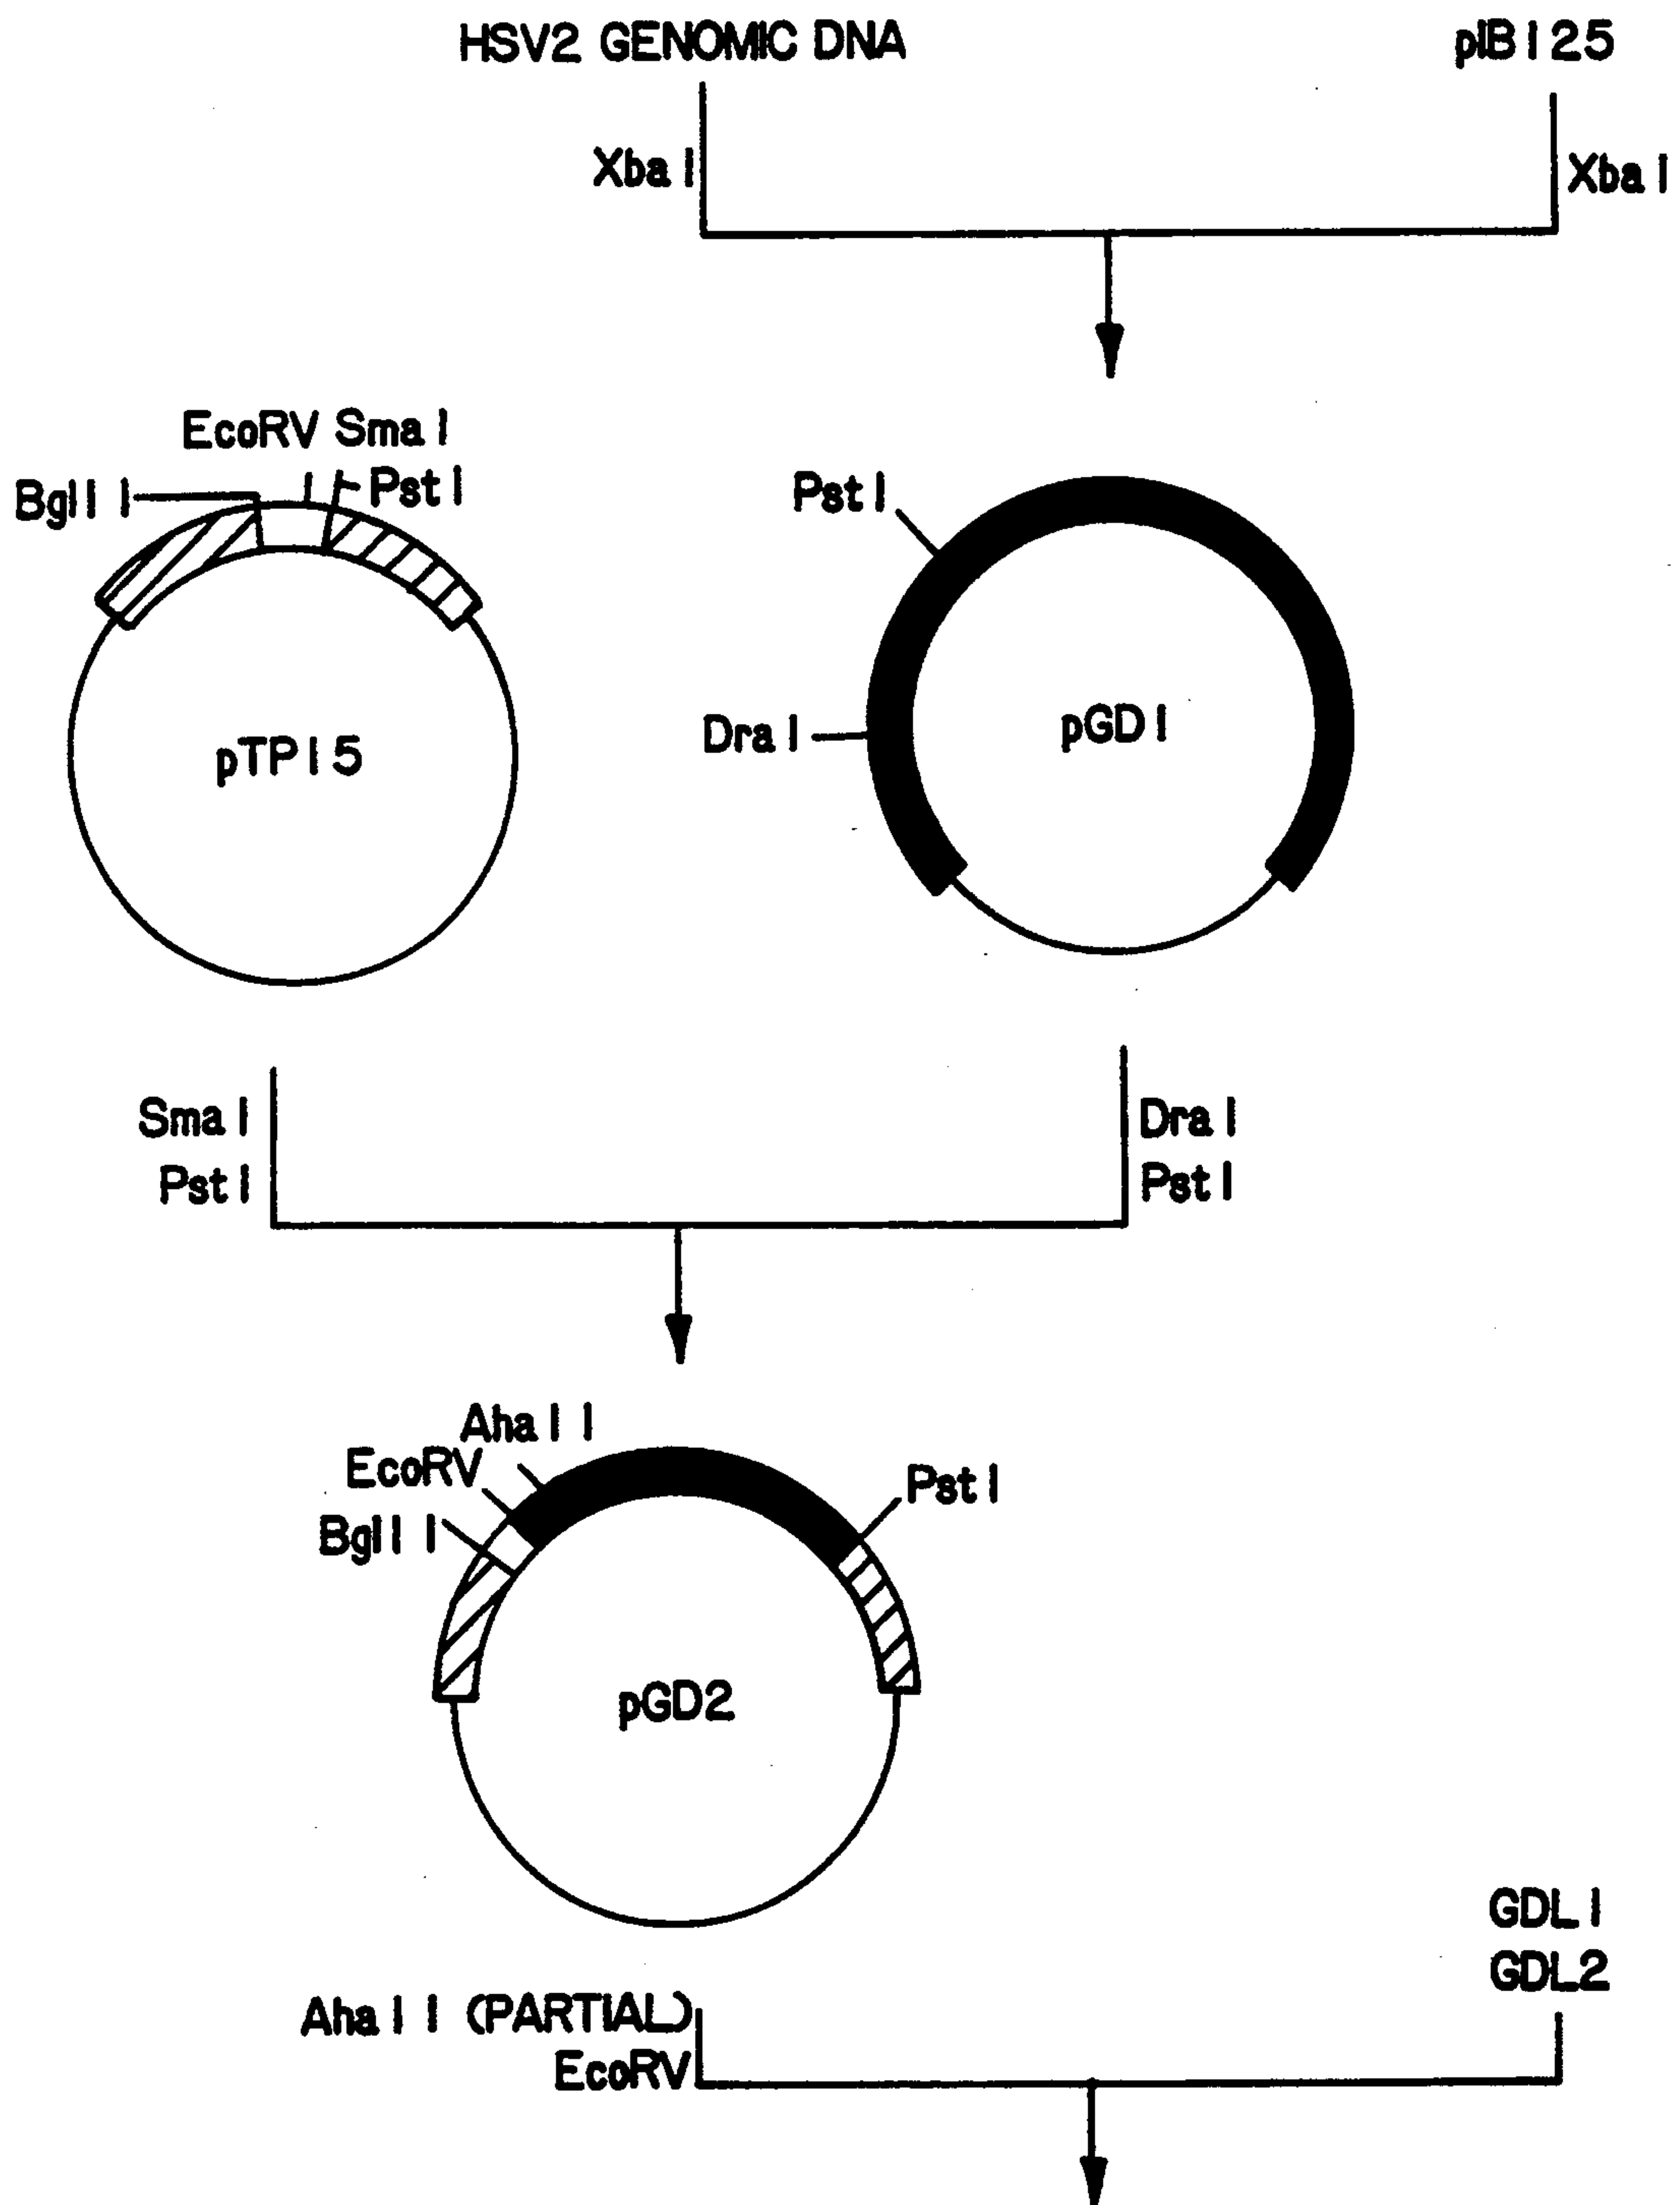 HSV2 GENOMIC DNA
pIBI25
XbaI
XbaI
EcoRV SmaI
BglII
PstI
PstI
DraI
pTP15
pGD1
SmaI
PstI
DraI
PstI
AhaII
EcoRV
BglII
PstI
pGD2
GDL1
GDL2
AhaII (PARTIAL)
EcoRV